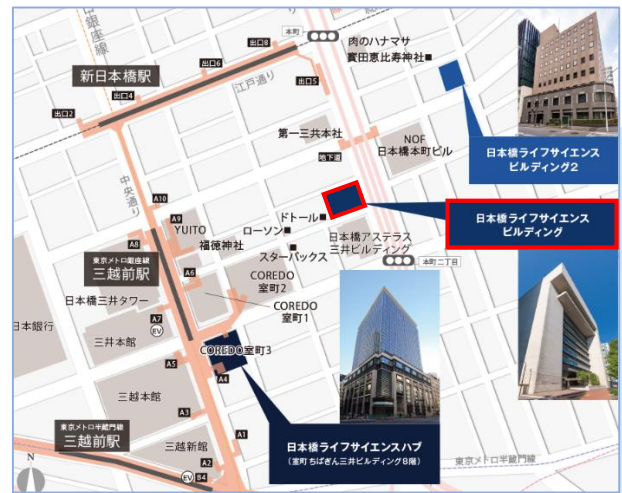 中
銀座線
新日本橋駅
出口2
出口4
出口6
出口8
出口5
江戸通り
本町
肉のハナマサ
寳田恵比寿神社
第一三共本社
地下道
NOF
日本橋本町ビル
日本橋ライフサイエンス
ビルディング2
日本橋ライフサイエンス
ビルディング
中央通り
A10
A9
YUITO
福徳神社
A8
東京メトロ銀座線
三越前駅
A6
ドトール
ローソン
スターバックス
日本橋アステラス
三井ビルディング
本町二丁目
COREDO
室町2
COREDO
室町1
日本橋三井タワー
日本銀行
A7
EV
三井本館
COREDO室町3
A5
A4
三越本館
A3
東京メトロ半蔵門線
三越前駅
三越新館
A1
A2
EV
B4
N
日本橋ライフサイエンスハブ
(室町ちばぎん三井ビルディング8階)
東京メトロ半蔵門線